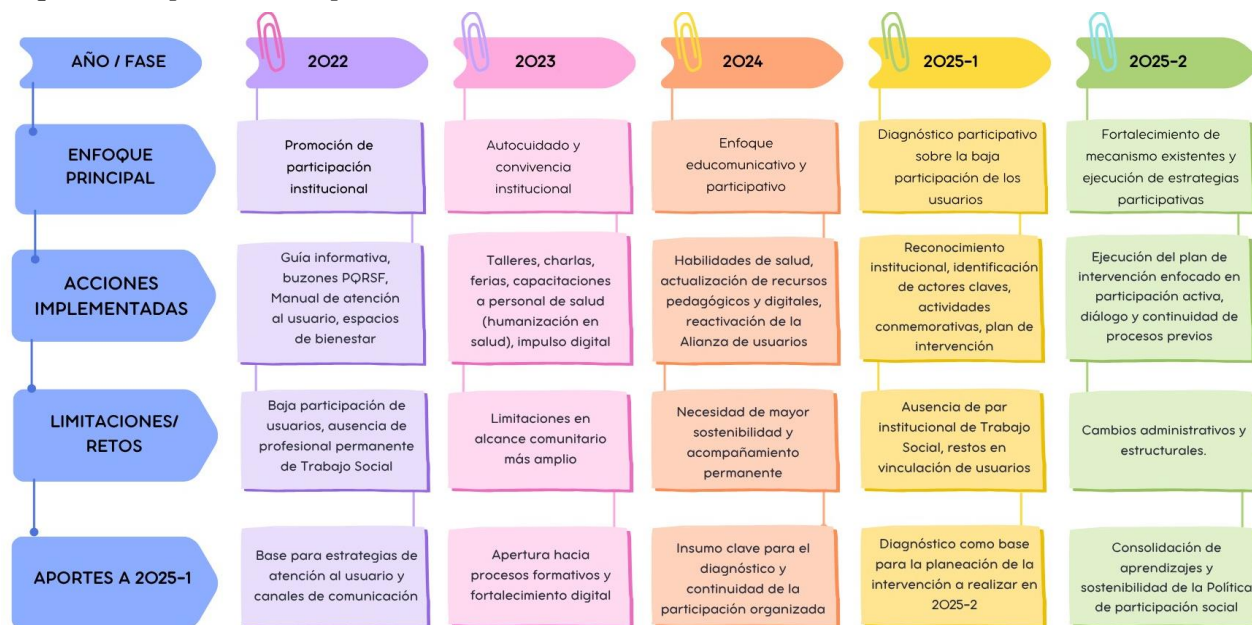 AÑO / FASE
2022
2023
2024
2025-1
2025-2
ENFOQUE
PRINCIPAL
Promoción de
participación
institucional
Autocuidado y
convivencia
institucional
Enfoque
educomunicativo y
participativo
Diagnóstico participativo
sobre la baja
participación de los
usuarios
Fortalecimiento de
mecanismo existentes y
ejecución de estrategias
participativas
ACCIONES
IMPLEMENTADAS
Guía informativa,
buzones PQRSF,
Manual de atención
al usuario, espacios
de bienestar
Talleres, charlas,
ferias, capacitaciones
a personal de salud
(humanización en
salud), impulso digital
Habilidades de salud,
actualización de recursos
pedagógicos y digitales,
reactivación de la
Alianza de usuarios
Reconocimiento
institucional, identificación
de actores claves,
actividades
conmemorativas, plan de
intervención
Ejecución del plan de
intervención enfocado en
participación activa,
diálogo y continuidad de
procesos previos
LIMITACIONES/
RETOS
Baja participación de
usuarios, ausencia de
profesional permanente
de Trabajo Social
Limitaciones en
alcance comunitario
más amplio
Necesidad de mayor
sostenibilidad y
acompañamiento
permanente
Ausencia de par
institucional de Trabajo
Social, restos en
vinculación de usuarios
Cambios administrativos y
estructurales.
APORTES A 2025-1
Base para estrategias de
atención al usuario y
canales de comunicación
Apertura hacia
procesos formativos y
fortalecimiento digital
Insumo clave para el
diagnóstico y
continuidad de la
participación organizada
Diagnóstico como base
para la planeación de la
intervención a realizar en
2025-2
Consolidación de
aprendizajes y
sostenibilidad de la Política
de participación social